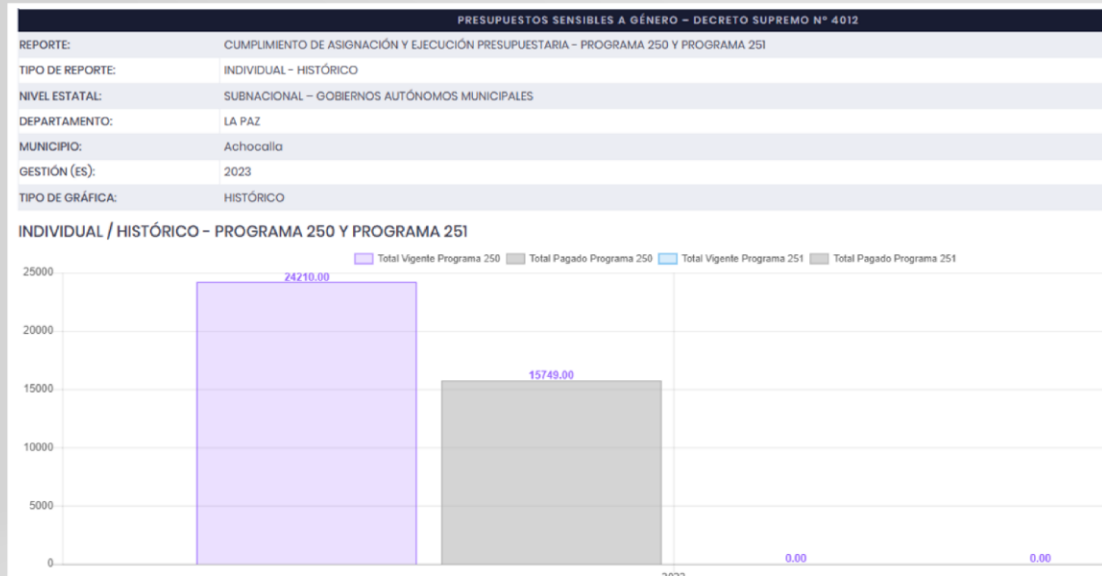 PRESUPUESTOS SENSIBLES A GÉNERO – DECRETO SUPREMO Nº 4012
REPORTE: CUMPLIMIENTO DE ASIGNACIÓN Y EJECUCIÓN PRESUPUESTARIA - PROGRAMA 250 Y PROGRAMA 251
TIPO DE REPORTE: INDIVIDUAL - HISTÓRICO
NIVEL ESTATAL: SUBNACIONAL – GOBIERNOS AUTÓNOMOS MUNICIPALES
DEPARTAMENTO: LA PAZ
MUNICIPIO: Achocalla
GESTIÓN (ES): 2023
TIPO DE GRÁFICA: HISTÓRICO
INDIVIDUAL / HISTÓRICO - PROGRAMA 250 Y PROGRAMA 251
Total Vigente Programa 250 Total Pagado Programa 250 Total Vigente Programa 251 Total Pagado Programa 251
25000
24210.00
20000
15749.00
15000
10000
5000
0.00 0.00
0